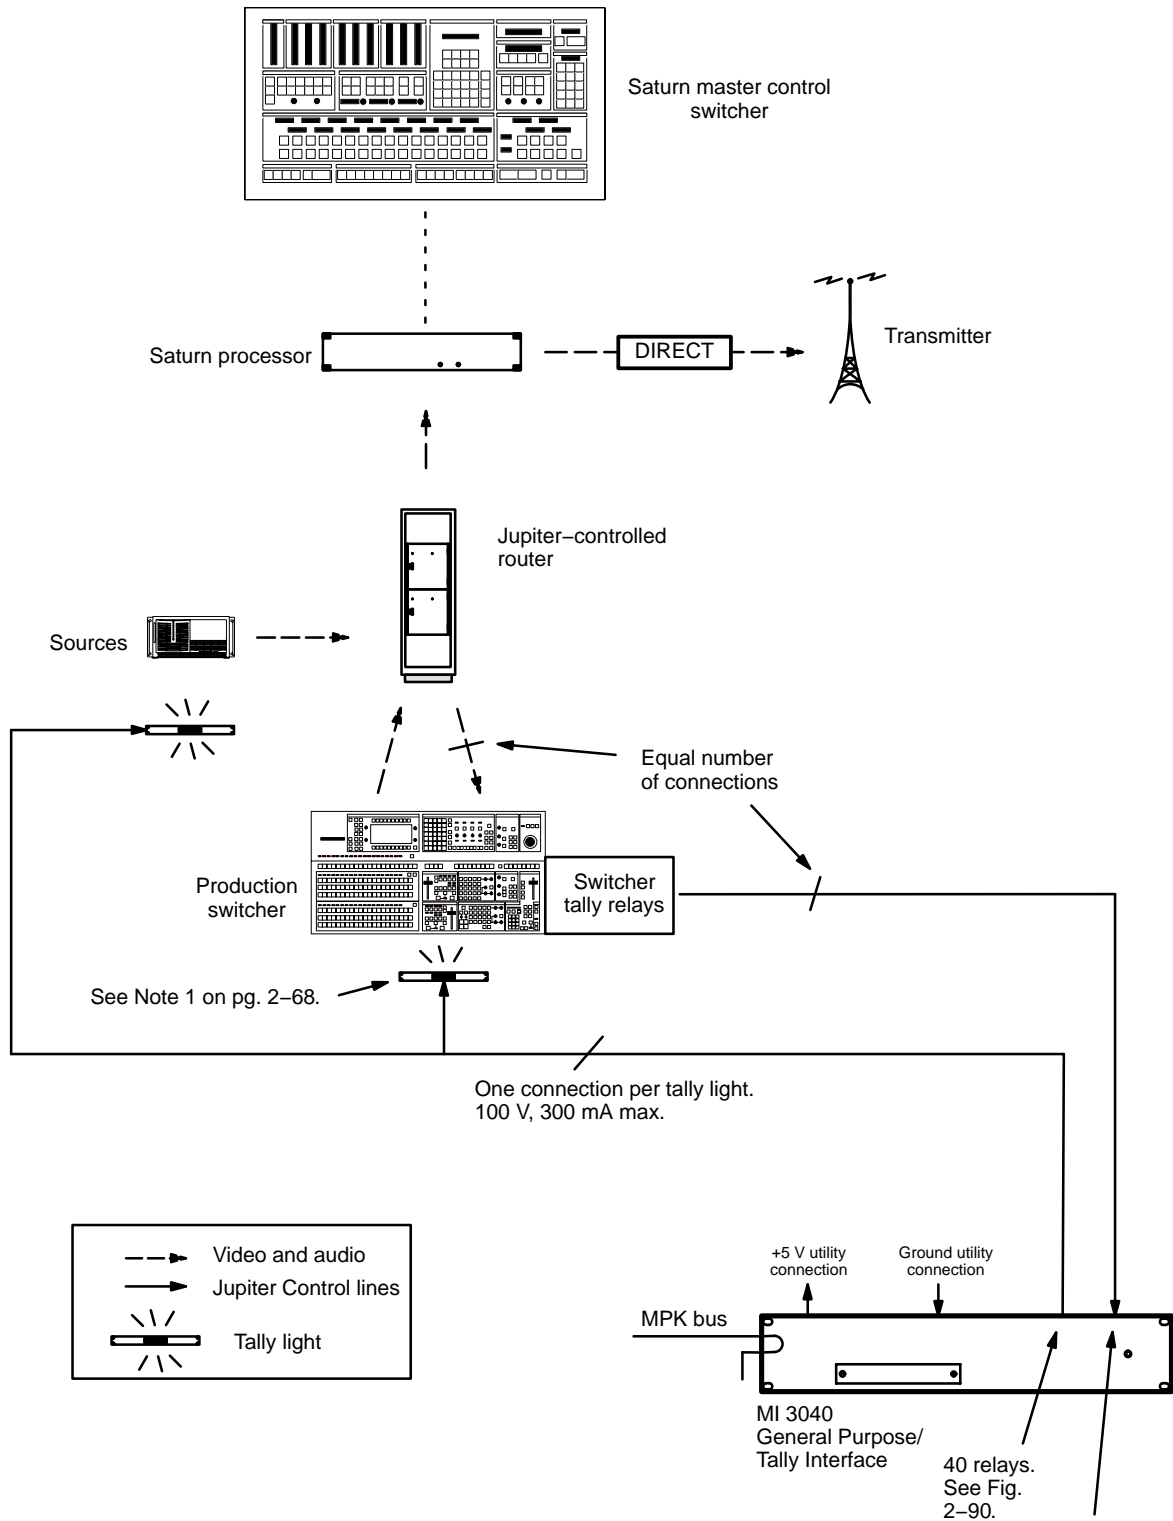 Saturn master control
switcher
Saturn processor
DIRECT
Transmitter
Jupiter−controlled
router
Sources
Equal number
of connections
Production
switcher
Switcher
tally relays
See Note 1 on pg. 2−68.
One connection per tally light.
100 V, 300 mA max.
Video and audio
Jupiter Control lines
Tally light
+5 V utility
connection
Ground utility
connection
MPK bus
MI 3040
General Purpose/
Tally Interface
40 relays.
See Fig.
2−90.